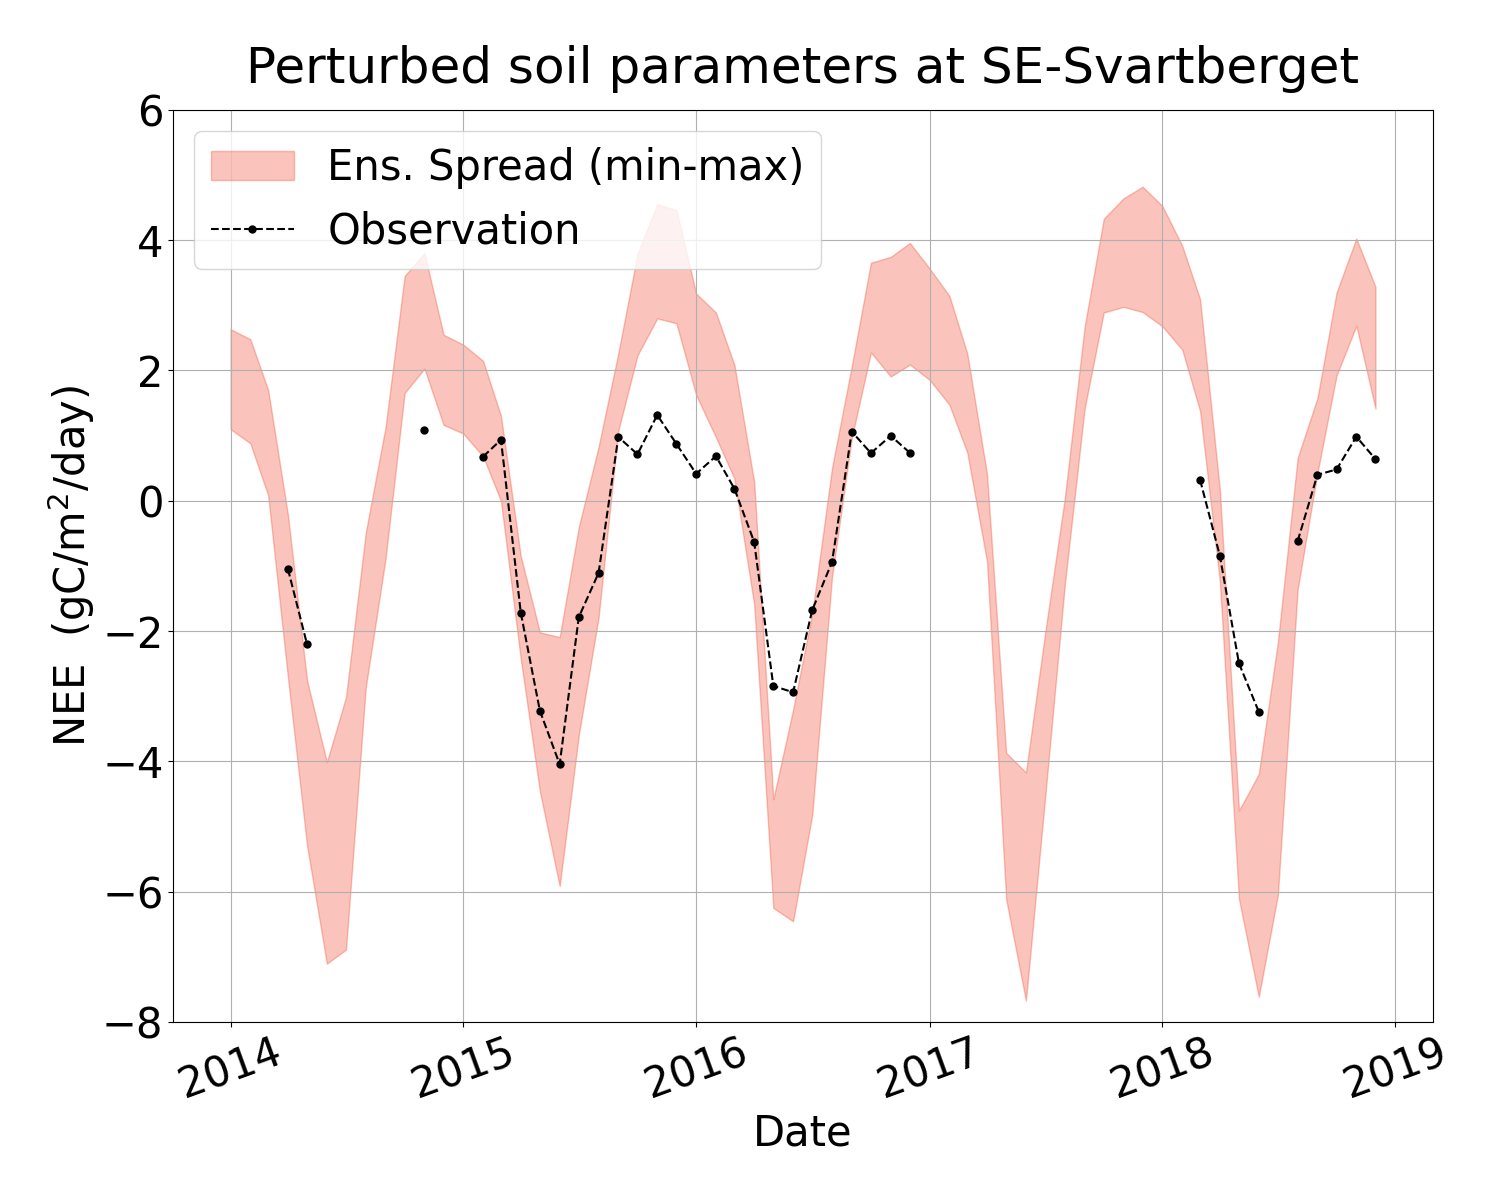 Perturbed soil parameters at SE-Svartberget
6
4
2
0
−2
−4
−6
−8
NEE (gC/m²/day)
Ens. Spread (min-max)
Observation
2014
2015
2016
2017
2018
2019
Date